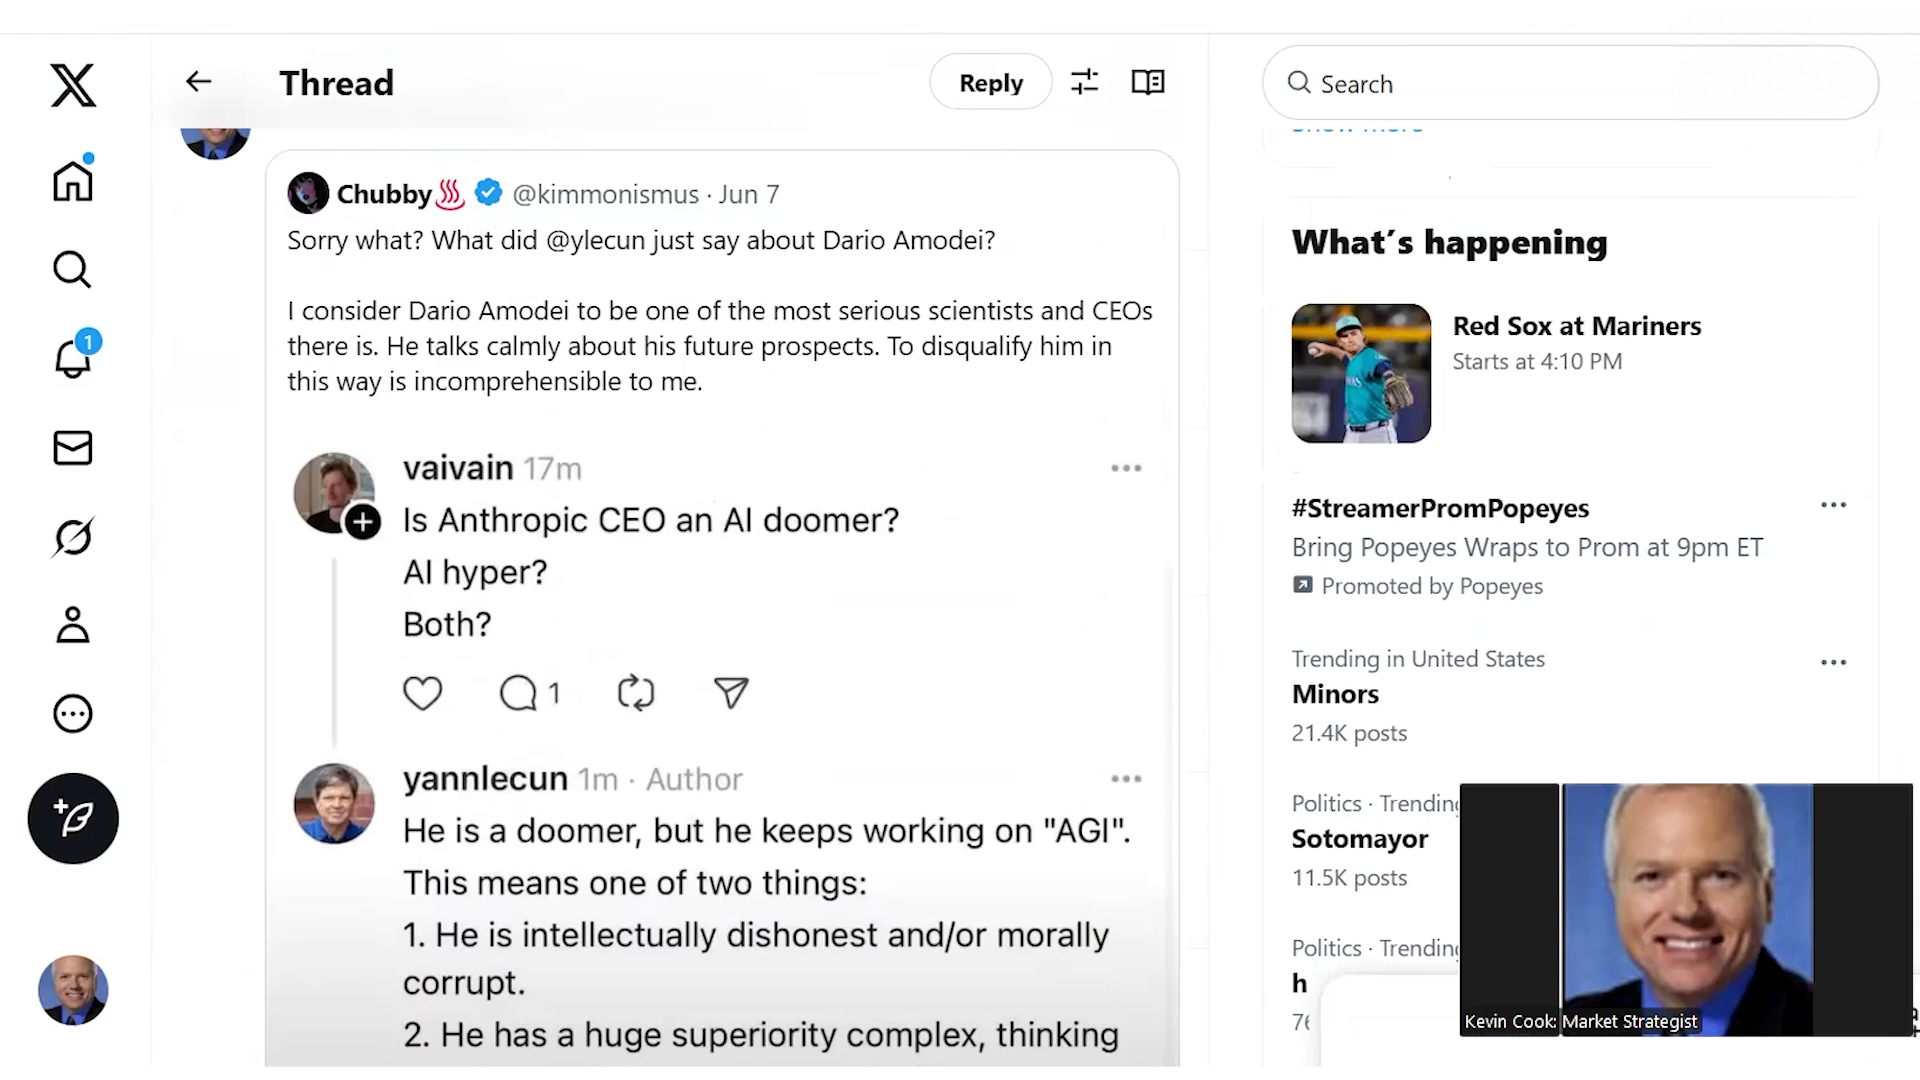 Thread
Reply
Search
1
Chubby @kimmonismus · Jun 7
Sorry what? What did @ylecun just say about Dario Amodei?
I consider Dario Amodei to be one of the most serious scientists and CEOs
there is. He talks calmly about his future prospects. To disqualify him in
this way is incomprehensible to me.
vaivain 17m
Is Anthropic CEO an AI doomer?
AI hyper?
Both?
1
yannlecun 1m · Author
He is a doomer, but he keeps working on "AGI".
This means one of two things:
1. He is intellectually dishonest and/or morally
corrupt.
2. He has a huge superiority complex, thinking
Show more
What's happening
Red Sox at Mariners
Starts at 4:10 PM
#StreamerPromPopeyes
Bring Popeyes Wraps to Prom at 9pm ET
Promoted by Popeyes
Trending in United States
Minors
21.4K posts
Politics · Trending
Sotomayor
11.5K posts
Politics · Trending
h
Kevin Cook: Market Strategist